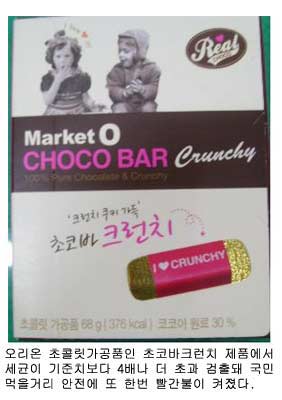 I ♥ you
Real
Market O
CHOCO BAR Crunchy
100% Pure Chocolate & Crunchy
'크런치 쿠키 가득'
초코바 크런치
I ♥ CRUNCHY
초콜릿 가공품 68 g (376 kcal) 코코아 원료 30 %
오리온 초콜릿가공품인 초코바크런치 제품에서
세균이 기준치보다 4배나 더 초과 검출돼 국민
먹을거리 안전에 또 한번 빨간불이 켜졌다.